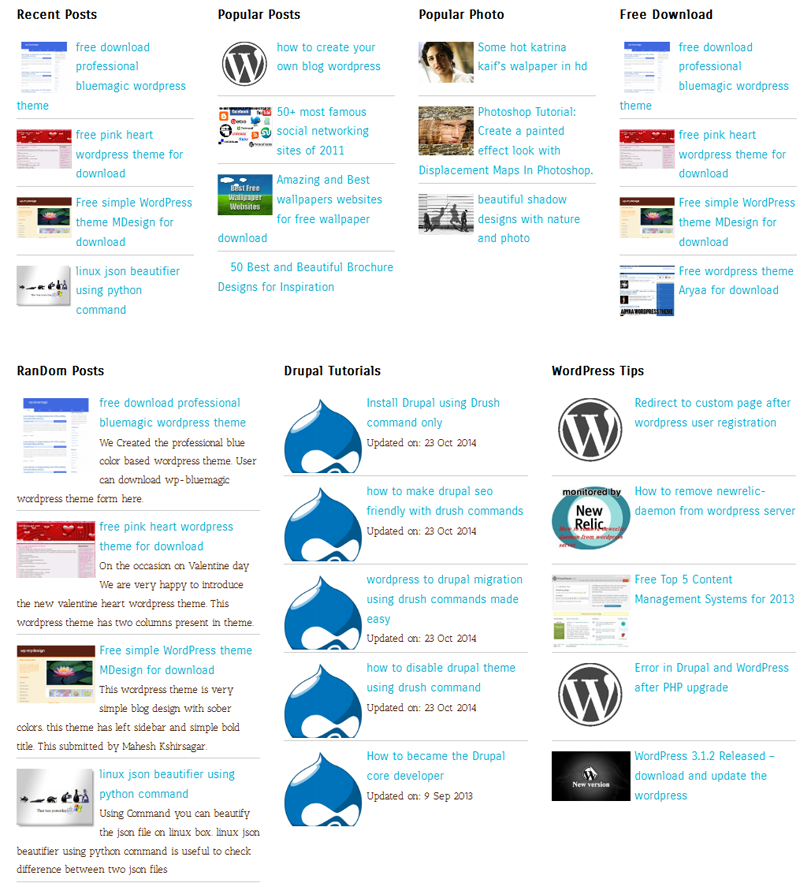 Recent Posts
free download
professional
bluemagic wordpress
theme
free pink heart
wordpress theme for
download
Free simple WordPress
theme MDesign for
download
linux json beautifier
using python
command
Popular Posts
how to create your
own blog wordpress
50+ most famous
social networking
sites of 2011
Best Free
Wallpaper
Websites
Amazing and Best
wallpapers websites
for free wallpaper
download
50 Best and Beautiful Brochure
Designs for Inspiration
Popular Photo
Some hot katrina
kaif's walpaper in hd
Photoshop Tutorial:
Create a painted
effect look with
Displacement Maps In Photoshop.
beautiful shadow
designs with nature
and photo
Free Download
free download
professional
bluemagic wordpress
theme
free pink heart
wordpress theme for
download
Free simple WordPress
theme MDesign for
download
Free wordpress theme
Aryaa for download
RanDom Posts
free download professional
bluemagic wordpress theme
We Created the professional blue
color based wordpress theme. User
can download wp-bluemagic
wordpress theme form here.
free pink heart wordpress
theme for download
On the occasion on Valentine day
We are very happy to introduce
the new valentine heart wordpress theme. This
wordpress theme has two columns present in theme.
Free simple WordPress theme
MDesign for download
This wordpress theme is very
simple blog design with sober
colors. this theme has left sidebar and simple bold
title. This submitted by Mahesh Kshirsagar.
linux json beautifier using
python command
Using Command you can beautify
the json file on linux box. linux json
beautifier using python command is useful to check
difference between two json files
Drupal Tutorials
Install Drupal using Drush
command only
Updated on: 23 Oct 2014
how to make drupal seo
friendly with drush commands
Updated on: 23 Oct 2014
wordpress to drupal migration
using drush commands made
easy
Updated on: 23 Oct 2014
how to disable drupal theme
using drush command
Updated on: 23 Oct 2014
How to became the Drupal
core developer
Updated on: 9 Sep 2013
WordPress Tips
Redirect to custom page after
wordpress user registration
monitored by
New
Relic.
How to remove newrelic-
daemon from wordpress server
Free Top 5 Content
Management Systems for 2013
Error in Drupal and WordPress
after PHP upgrade
New version
WordPress 3.1.2 Released –
download and update the
wordpress